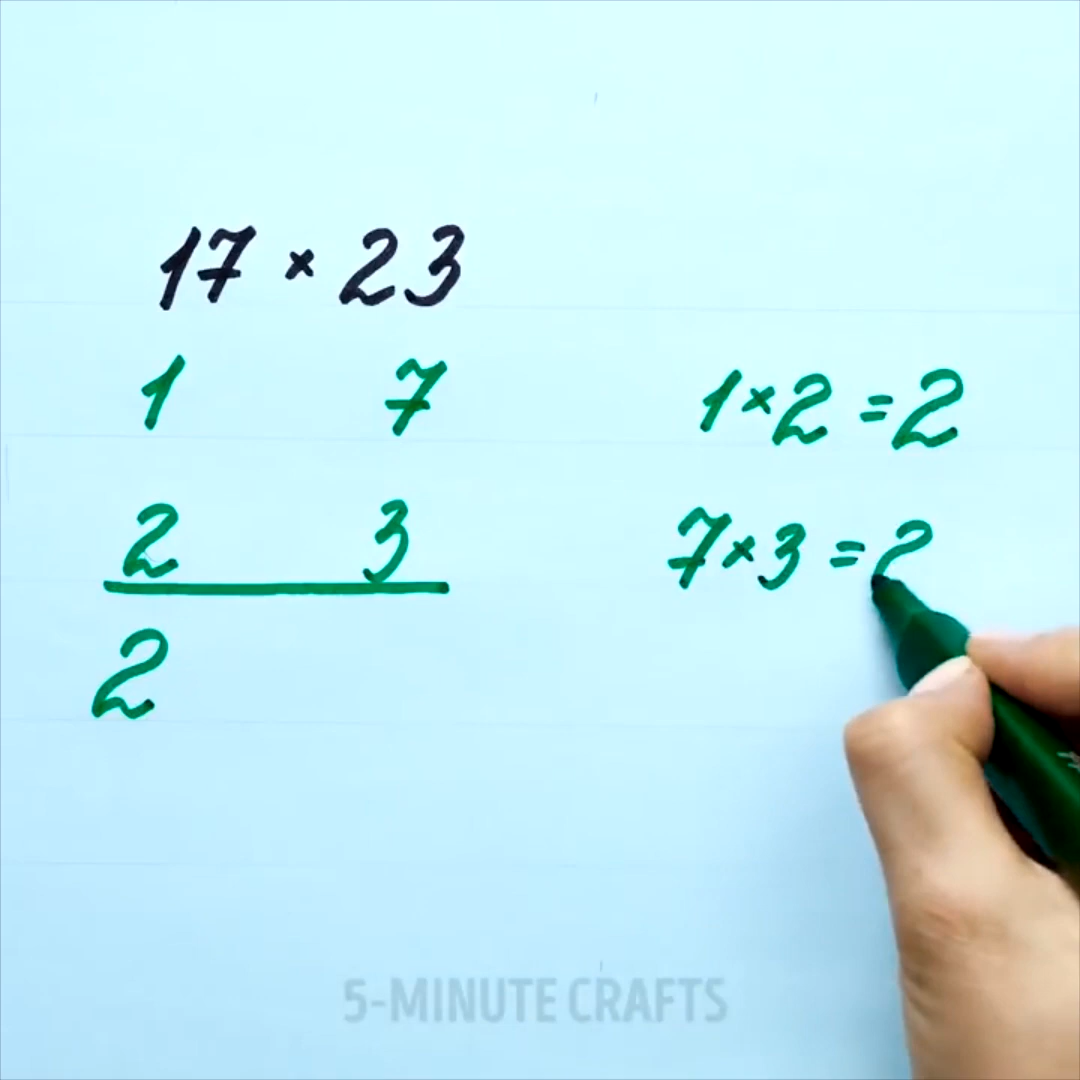 17 × 23
1 7
1×2 =2
2 3
7×3 =2
2
5-MINUTE CRAFTS